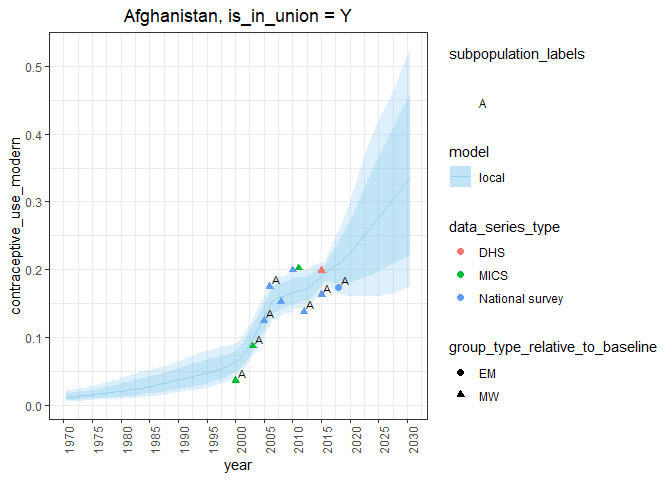 Afghanistan, is_in_union = Y
contraceptive_use_modern
0.5
0.4
0.3
0.2
0.1
0.0
A
A
A
A
A
A
A
1970
1975
1980
1985
1990
1995
2000
2005
2010
2015
2020
2025
2030
year
subpopulation_labels
A
model
local
data_series_type
DHS
MICS
National survey
group_type_relative_to_baseline
EM
MW